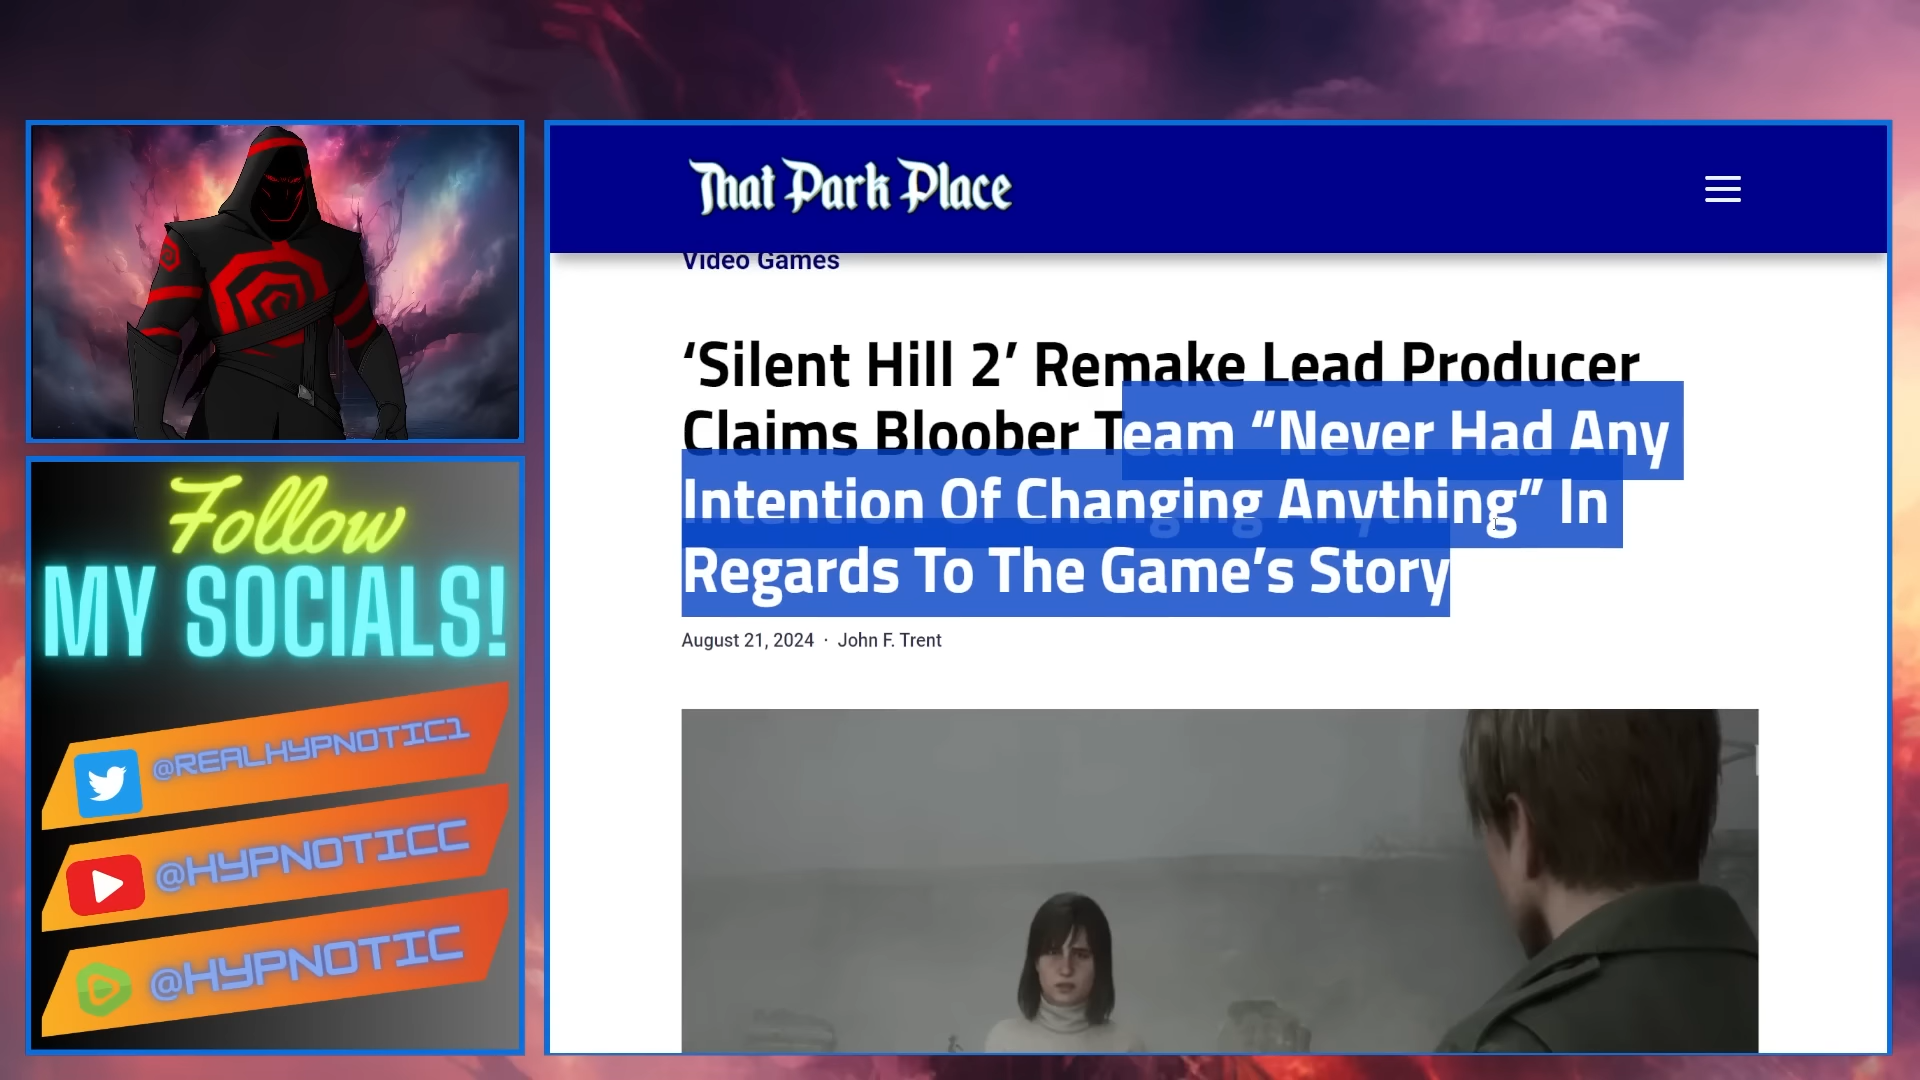 That Park Place
Video Games
‘Silent Hill 2’ Remake Lead Producer
Claims Bloober Team “Never Had Any
Intention Of Changing Anything” In
Regards To The Game’s Story
August 21, 2024 · John F. Trent
Follow
MY SOCIALS!
@REALHYPNOTIC1
@HYPNOTICC
@HYPNOTIC